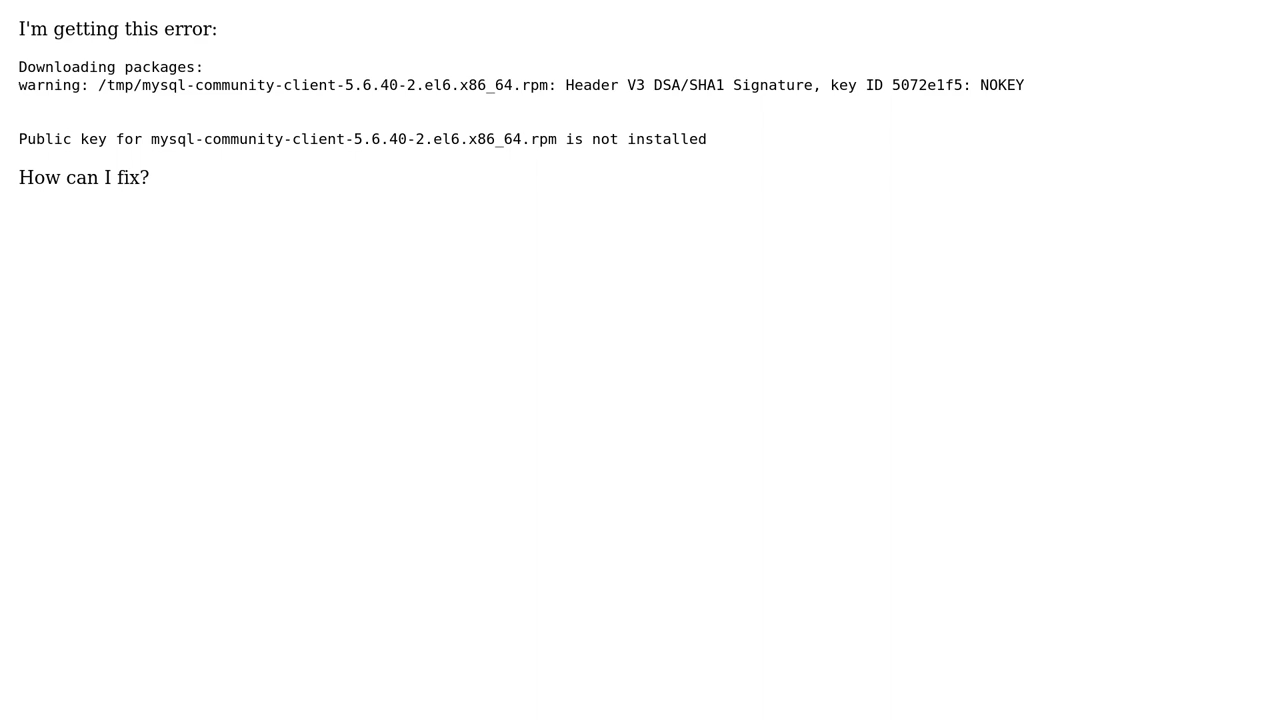 I'm getting this error:
Downloading packages:
warning: /tmp/mysql-community-client-5.6.40-2.el6.x86_64.rpm: Header V3 DSA/SHA1 Signature, key ID 5072e1f5: NOKEY
Public key for mysql-community-client-5.6.40-2.el6.x86_64.rpm is not installed
How can I fix?